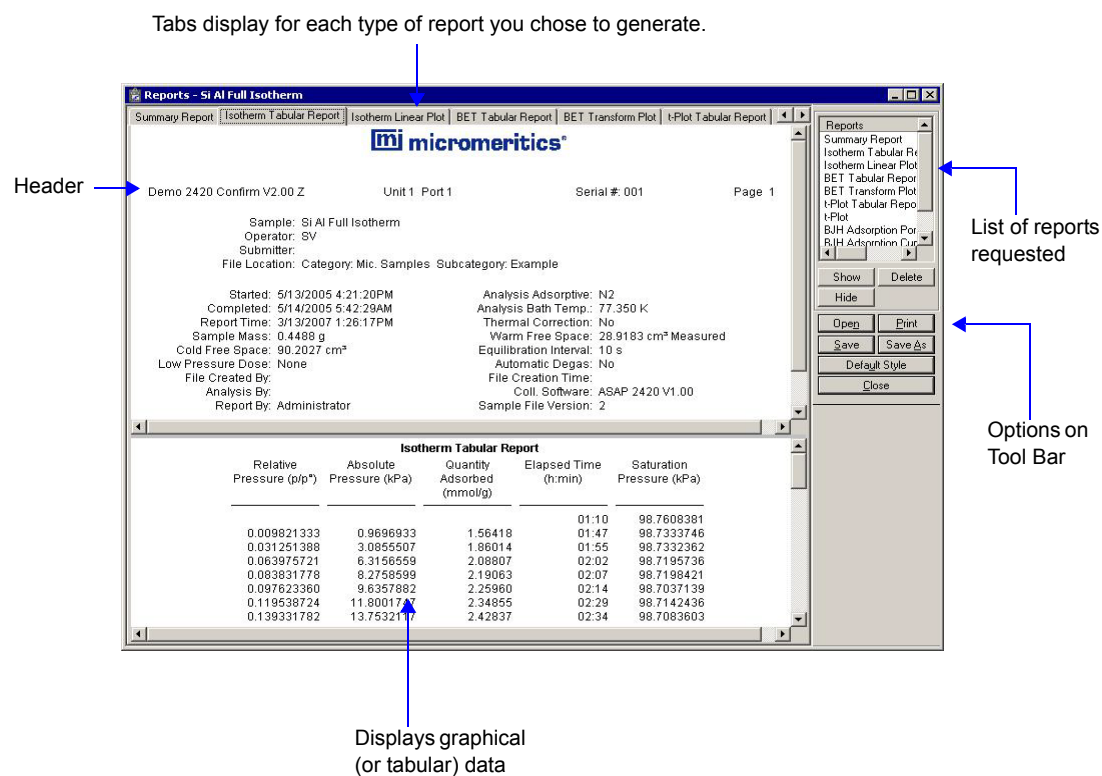 Tabs display for each type of report you chose to generate.
Reports - Si Al Full Isotherm
Summary Report Isotherm Tabular Report Isotherm Linear Plot BET Tabular Report BET Transform Plot t-Plot Tabular Report
mi micromeritics®
Header
Demo 2420 Confirm V2.00 Z Unit 1 Port 1 Serial #: 001 Page 1
Sample: Si Al Full Isotherm
Operator: SV
Submitter:
File Location: Category: Mic. Samples Subcategory: Example
Started: 5/13/2005 4:21:20PM Analysis Adsorptive: N2
Completed: 5/14/2005 5:42:29AM Analysis Bath Temp.: 77.350 K
Report Time: 3/13/2007 1:26:17PM Thermal Correction: No
Sample Mass: 0.4488 g Warm Free Space: 28.9183 cm³ Measured
Cold Free Space: 90.2027 cm³ Equilibration Interval: 10 s
Low Pressure Dose: None Automatic Degas: No
File Created By: File Creation Time:
Analysis By: Coll. Software: ASAP 2420 V1.00
Report By: Administrator Sample File Version: 2
Isotherm Tabular Report
Relative Absolute Quantity Elapsed Time Saturation
Pressure (p/p°) Pressure (kPa) Adsorbed (h:min) Pressure (kPa)
(mmol/g)
01:10 98.7608381
0.009821333 0.9696933 1.56418 01:47 98.7333746
0.031251388 3.0855507 1.86014 01:55 98.7332362
0.063975721 6.3156559 2.08807 02:02 98.7195736
0.083831778 8.2758599 2.19063 02:07 98.7198421
0.097623360 9.6357882 2.25960 02:14 98.7037139
0.119538724 11.8001747 2.34855 02:29 98.7142436
0.139331782 13.7532117 2.42837 02:34 98.7083603
Reports
Summary Report
Isotherm Tabular Re
Isotherm Linear Plot
BET Tabular Report
BET Transform Plot
t-Plot Tabular Repo
t-Plot
BJH Adsorption Por
BJH Adsorption Cur
Show Delete
Hide
Open Print
Save Save As
Default Style
Close
List of reports
requested
Options on
Tool Bar
Displays graphical
(or tabular) data